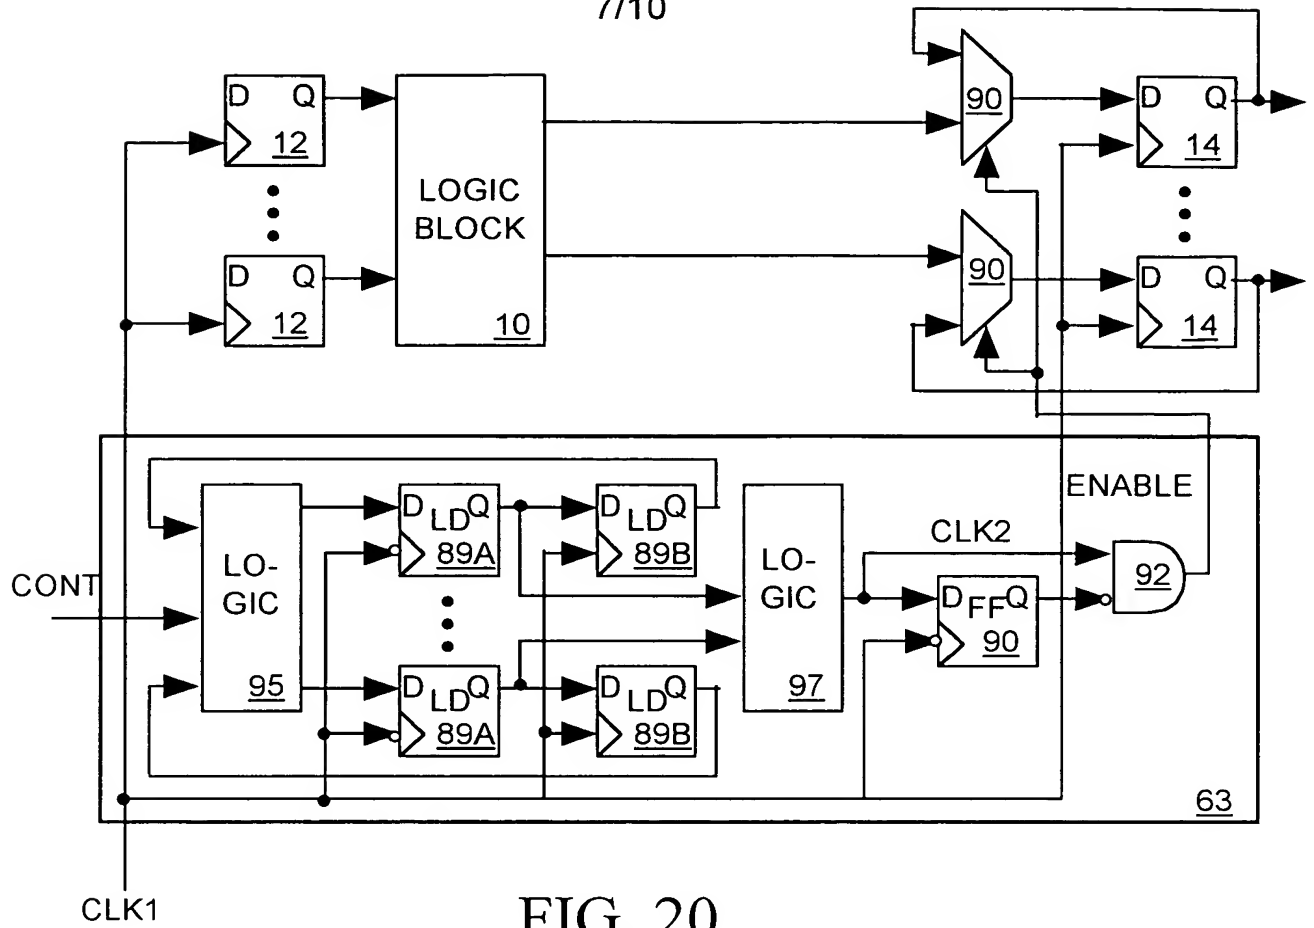 7/10
D Q
12
D Q
12
LOGIC
BLOCK
10
90
90
D Q
14
D Q
14
ENABLE
CLK2
CONT
LO-
GIC
95
D LD Q
89A
D LD Q
89B
D LD Q
89A
D LD Q
89B
LO-
GIC
97
D FF Q
90
92
63
CLK1
FIG. 20